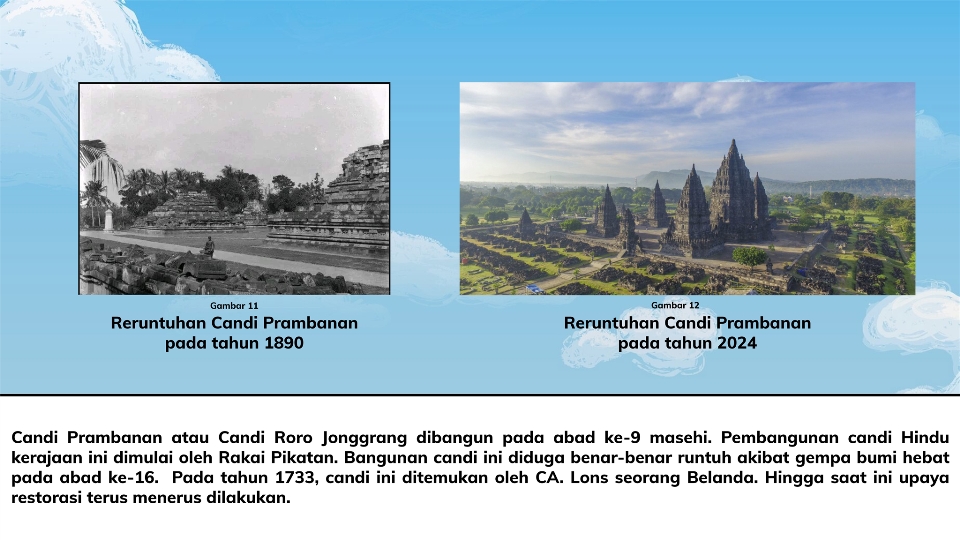 Gambar 11
Reruntuhan Candi Prambanan
pada tahun 1890
Gambar 12
Reruntuhan Candi Prambanan
pada tahun 2024
Candi Prambanan atau Candi Roro Jonggrang dibangun pada abad ke-9 masehi. Pembangunan candi Hindu
kerajaan ini dimulai oleh Rakai Pikatan. Bangunan candi ini diduga benar-benar runtuh akibat gempa bumi hebat
pada abad ke-16.  Pada tahun 1733, candi ini ditemukan oleh CA. Lons seorang Belanda. Hingga saat ini upaya
restorasi terus menerus dilakukan.